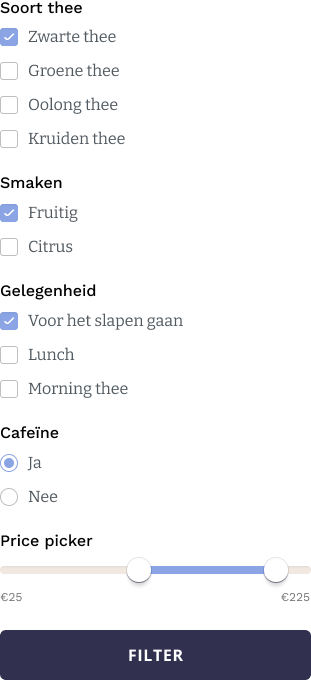 Soort thee
Zwarte thee
Groene thee
Oolong thee
Kruiden thee
Smaken
Fruitig
Citrus
Gelegenheid
Voor het slapen gaan
Lunch
Morning thee
Cafeïne
Ja
Nee
Price picker
€25 €225
FILTER